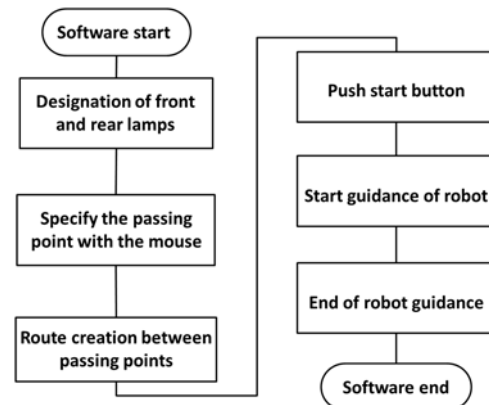 Software start
Designation of front
and rear lamps
Specify the passing
point with the mouse
Route creation between
passing points
Push start button
Start guidance of robot
End of robot guidance
Software end